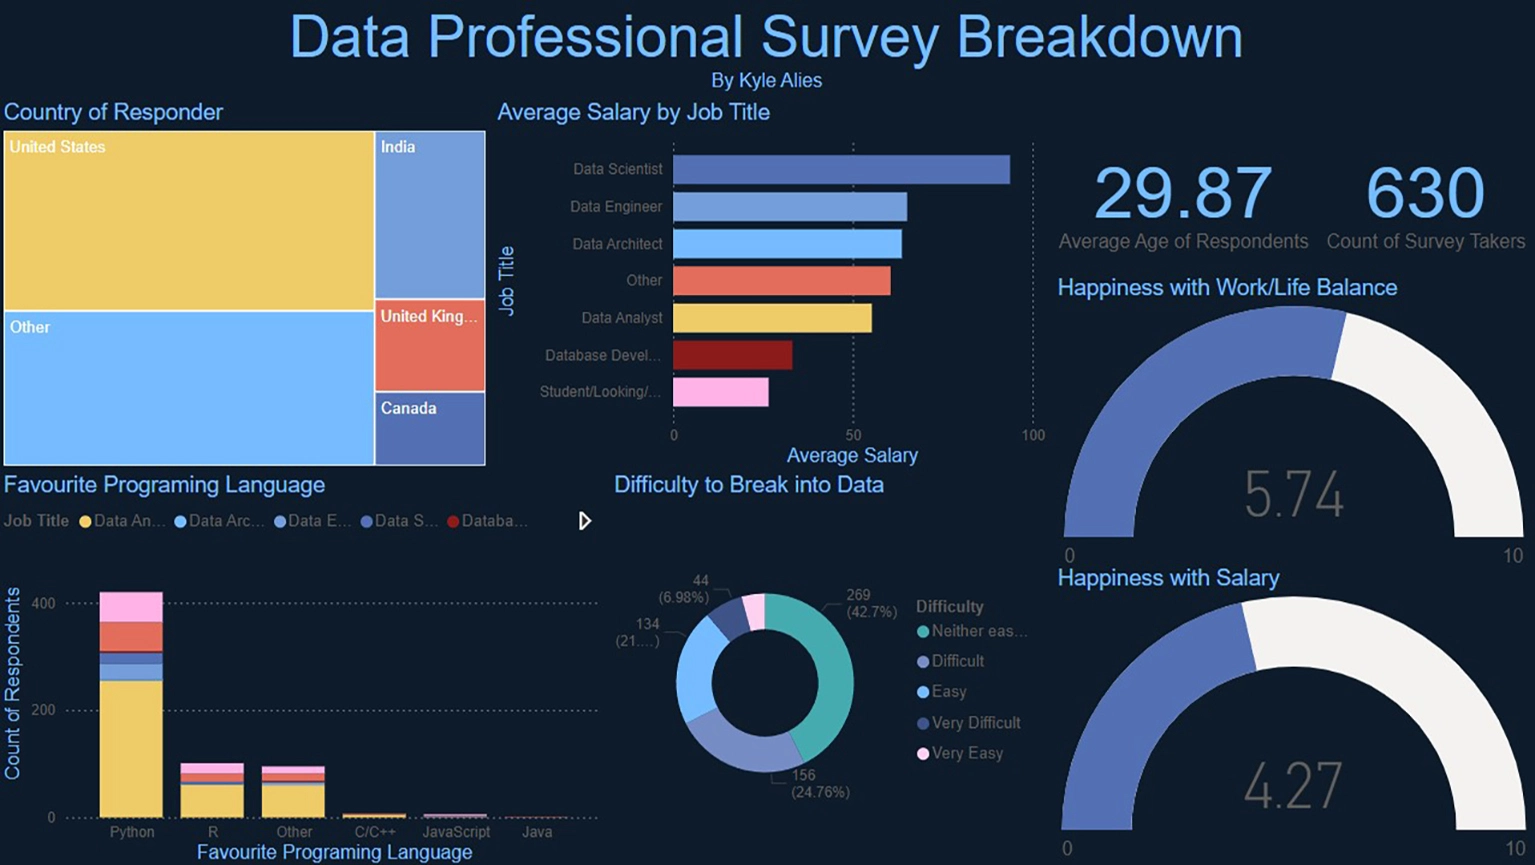 Data Professional Survey Breakdown
By Kyle Alies
Country of Responder
United States
India
Other
United King...
Canada
Average Salary by Job Title
Job Title
Data Scientist
Data Engineer
Data Architect
Other
Data Analyst
Database Devel...
Student/Looking/...
0 50 100
Average Salary
29.87
Average Age of Respondents
630
Count of Survey Takers
Happiness with Work/Life Balance
5.74
0 10
Happiness with Salary
4.27
0 10
Favourite Programing Language
Job Title Data An... Data Arc... Data E... Data S... Databa...
Count of Respondents
400
200
0
Python R Other C/C++ JavaScript Java
Favourite Programing Language
Difficulty to Break into Data
44
(6.98%)
269
(42.7%)
134
(21....)
156
(24.76%)
Difficulty
Neither eas...
Difficult
Easy
Very Difficult
Very Easy